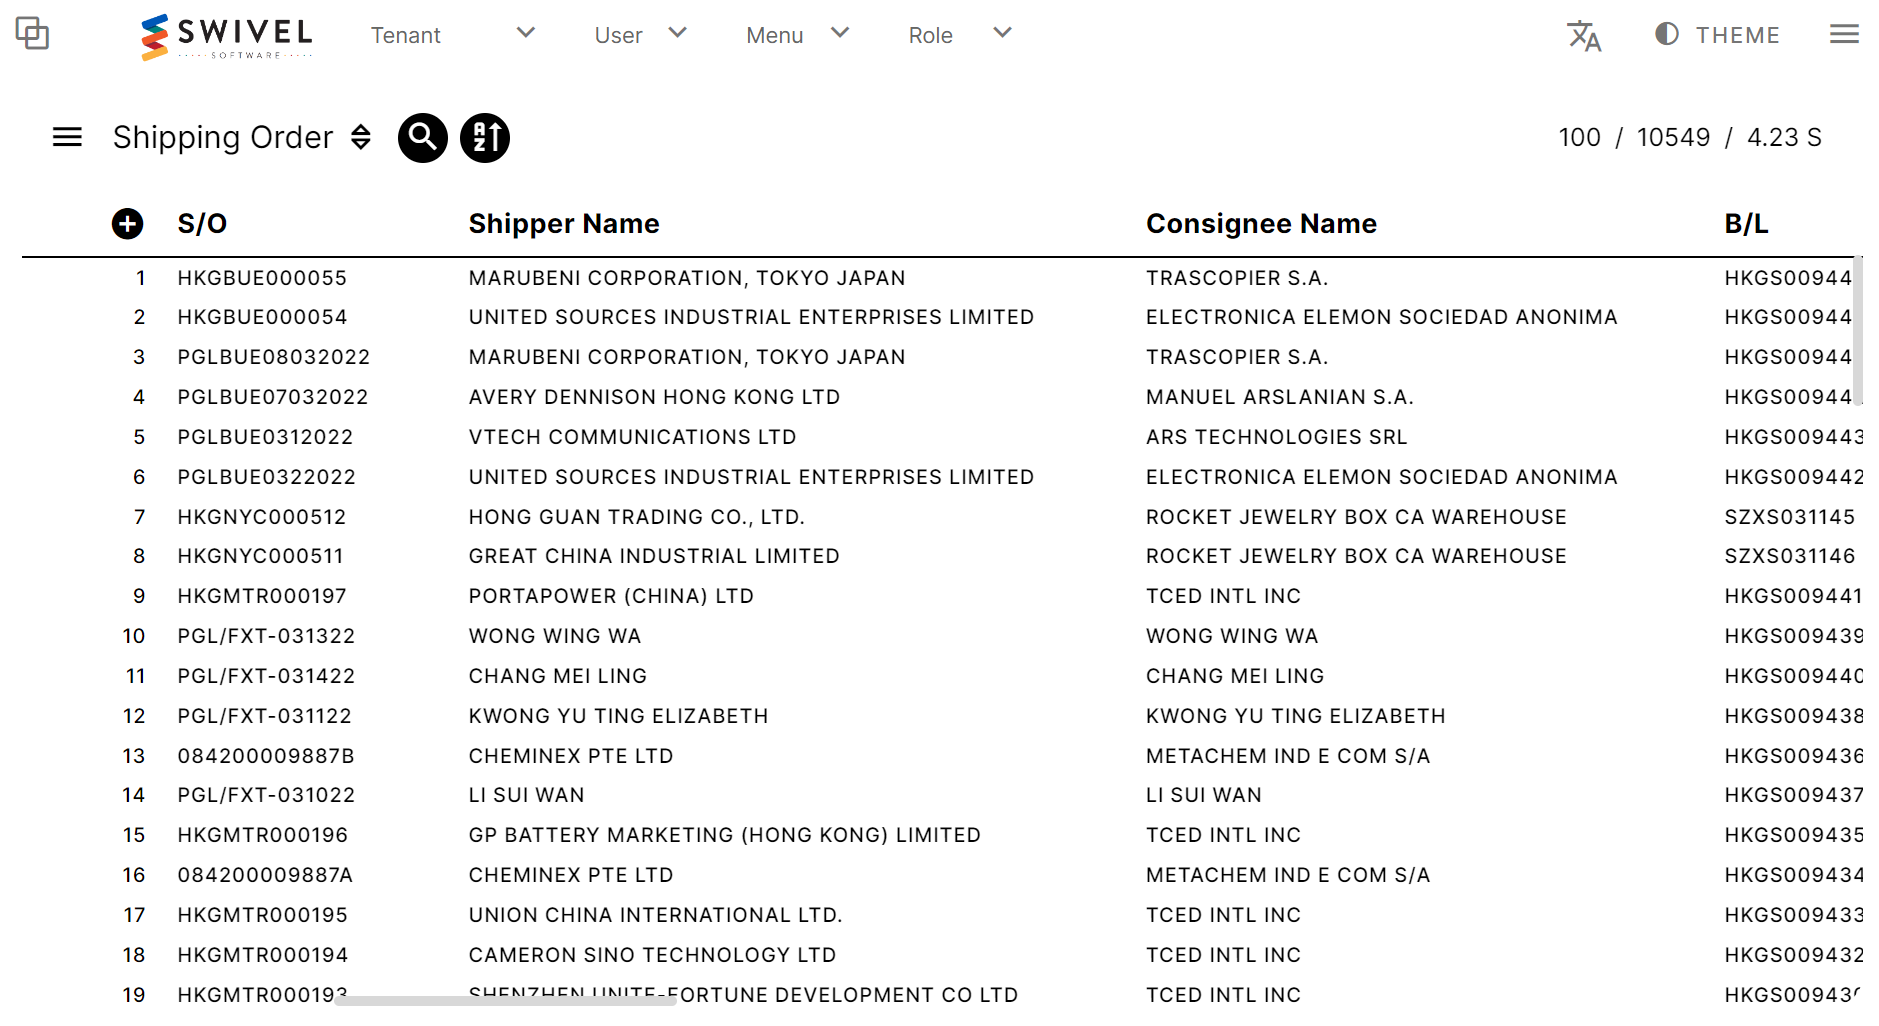 SWIVEL
SOFTWARE
Tenant User Menu Role THEME
Shipping Order 100 / 10549 / 4.23 S
S/O Shipper Name Consignee Name B/L
1 HKGBUE000055 MARUBENI CORPORATION, TOKYO JAPAN TRASCOPIER S.A. HKGS00944
2 HKGBUE000054 UNITED SOURCES INDUSTRIAL ENTERPRISES LIMITED ELECTRONICA ELEMON SOCIEDAD ANONIMA HKGS00944
3 PGLBUE08032022 MARUBENI CORPORATION, TOKYO JAPAN TRASCOPIER S.A. HKGS00944
4 PGLBUE07032022 AVERY DENNISON HONG KONG LTD MANUEL ARSLANIAN S.A. HKGS00944
5 PGLBUE0312022 VTECH COMMUNICATIONS LTD ARS TECHNOLOGIES SRL HKGS009443
6 PGLBUE0322022 UNITED SOURCES INDUSTRIAL ENTERPRISES LIMITED ELECTRONICA ELEMON SOCIEDAD ANONIMA HKGS009442
7 HKGNYC000512 HONG GUAN TRADING CO., LTD. ROCKET JEWELRY BOX CA WAREHOUSE SZXS031145
8 HKGNYC000511 GREAT CHINA INDUSTRIAL LIMITED ROCKET JEWELRY BOX CA WAREHOUSE SZXS031146
9 HKGMTR000197 PORTAPOWER (CHINA) LTD TCED INTL INC HKGS009441
10 PGL/FXT-031322 WONG WING WA WONG WING WA HKGS009439
11 PGL/FXT-031422 CHANG MEI LING CHANG MEI LING HKGS009440
12 PGL/FXT-031122 KWONG YU TING ELIZABETH KWONG YU TING ELIZABETH HKGS009438
13 084200009887B CHEMINEX PTE LTD METACHEM IND E COM S/A HKGS009436
14 PGL/FXT-031022 LI SUI WAN LI SUI WAN HKGS009437
15 HKGMTR000196 GP BATTERY MARKETING (HONG KONG) LIMITED TCED INTL INC HKGS009435
16 084200009887A CHEMINEX PTE LTD METACHEM IND E COM S/A HKGS009434
17 HKGMTR000195 UNION CHINA INTERNATIONAL LTD. TCED INTL INC HKGS009433
18 HKGMTR000194 CAMERON SINO TECHNOLOGY LTD TCED INTL INC HKGS009432
19 HKGMTR000193 SHENZHEN UNITE-FORTUNE DEVELOPMENT CO LTD TCED INTL INC